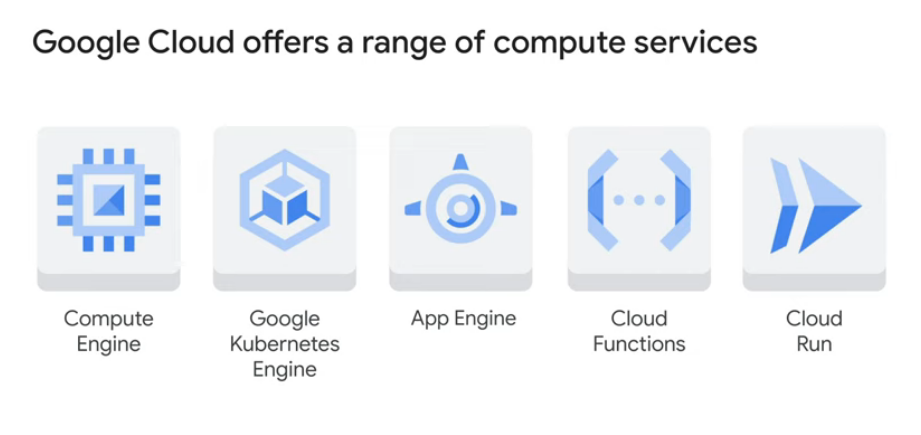 Google Cloud offers a range of compute services
Compute
Engine
Google
Kubernetes
Engine
App Engine
Cloud
Functions
Cloud
Run